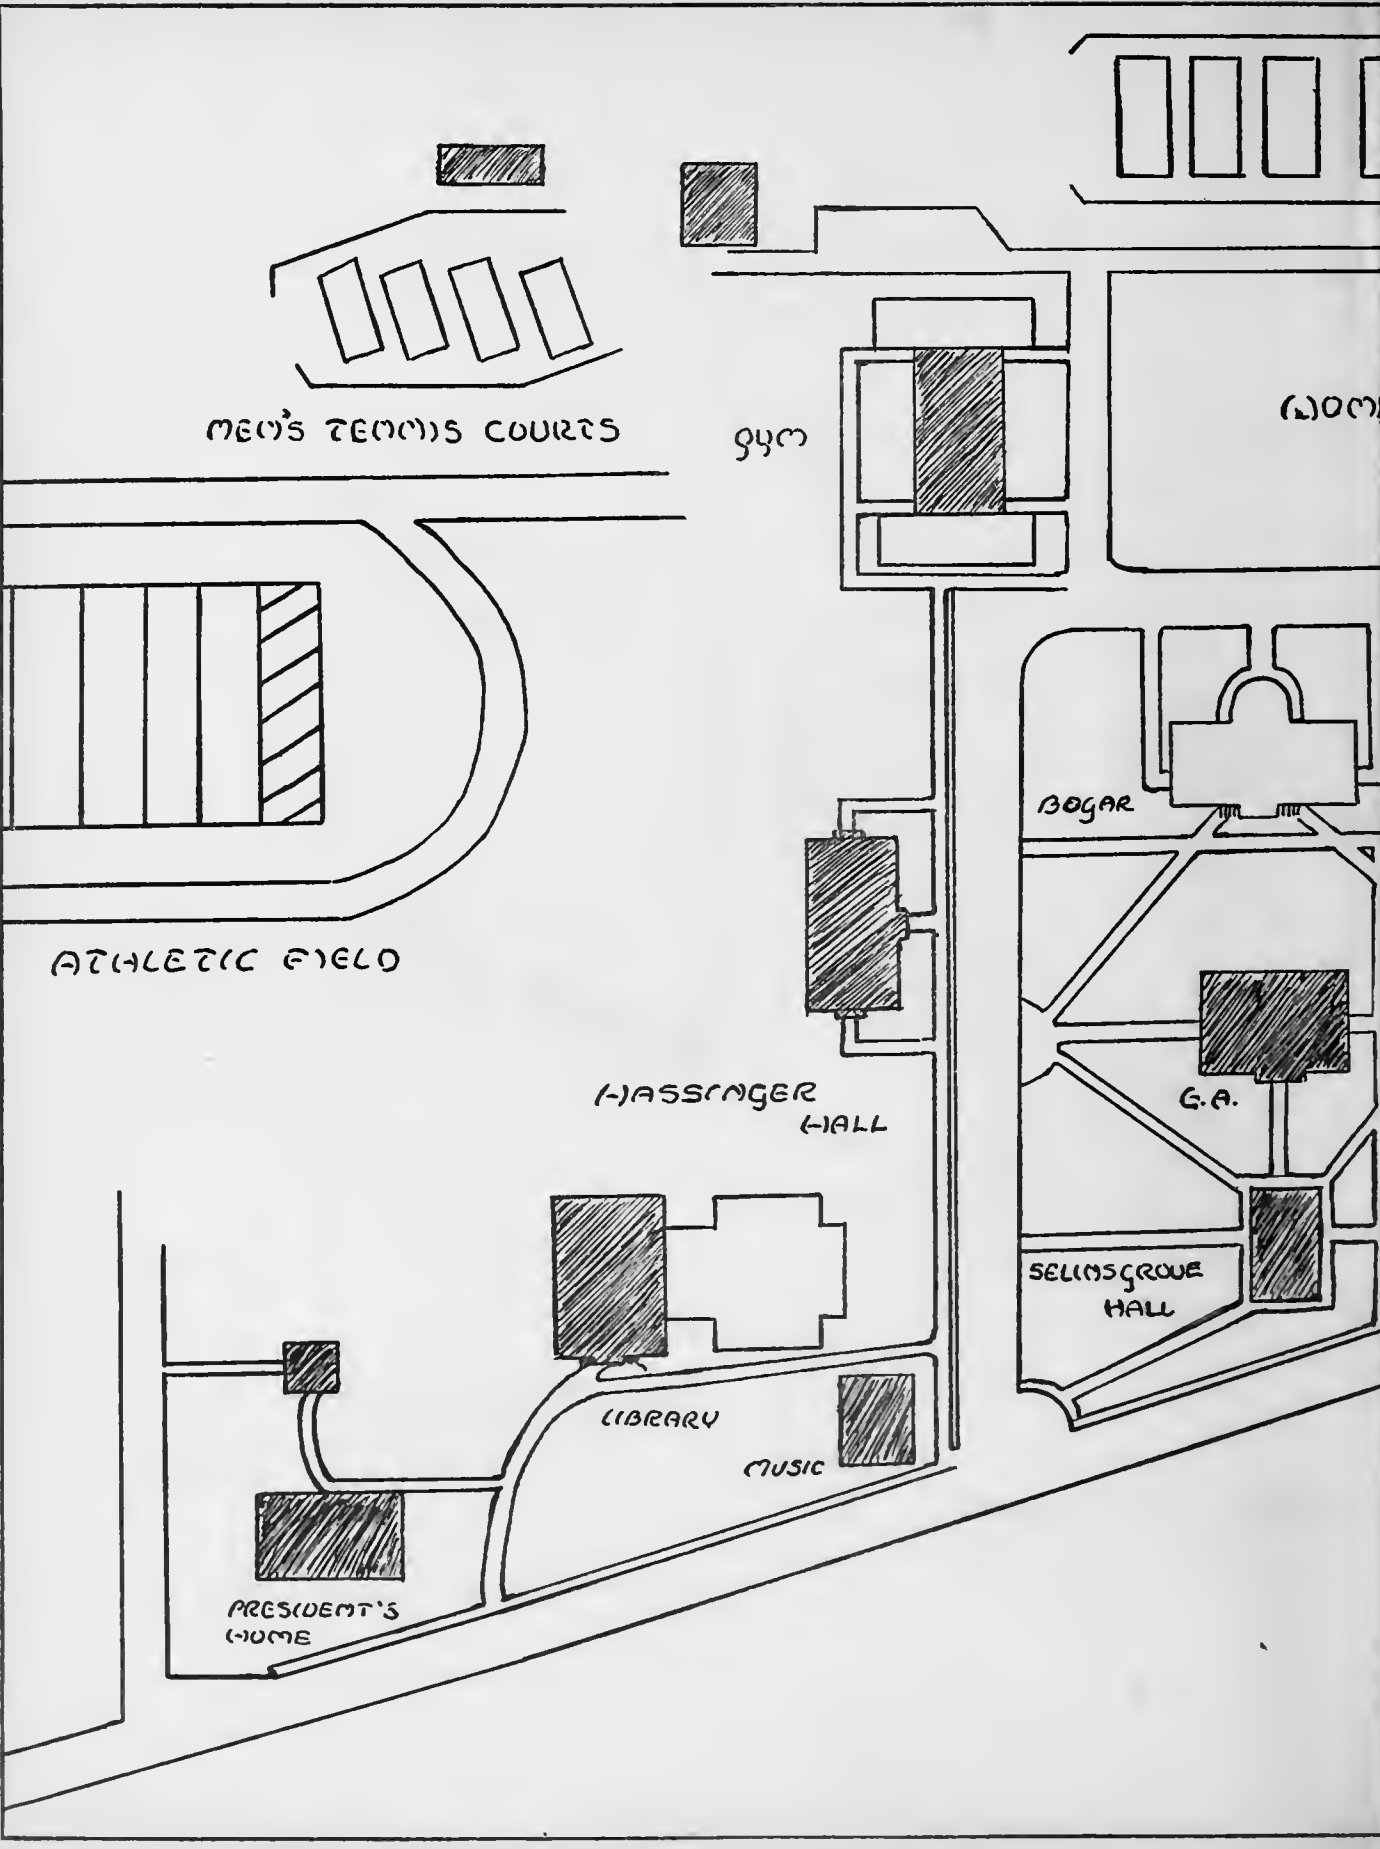 MEN'S TENNIS COURTS
GYM
WOM
BOGAR
ATHLETIC FIELD
HASSINGER
HALL
G.A.
SELINSGROVE
HALL
LIBRARY
MUSIC
PRESIDENT'S
HOME